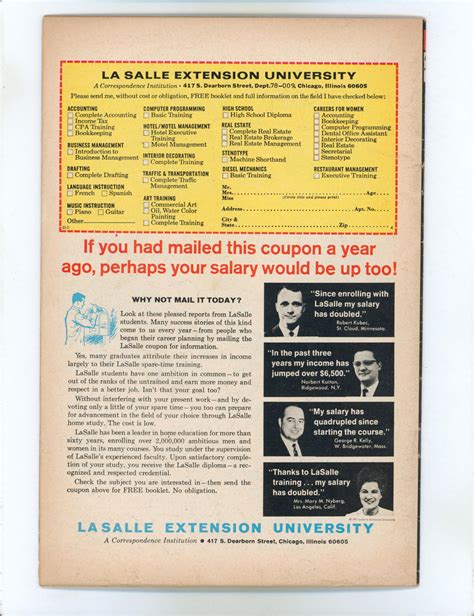 LA SALLE EXTENSION UNIVERSITY
A Correspondence Institution • 417 S. Dearborn Street, Dept. 78-009, Chicago, Illinois 60605
Please send me, without cost or obligation, FREE booklet and full information on the field I have checked below:
ACCOUNTING
Complete Accounting
Income Tax
CPA Training
Bookkeeping
BUSINESS MANAGEMENT
Introduction to
Business Management
DRAFTING
Complete Drafting
LANGUAGE INSTRUCTION
French Spanish
MUSIC INSTRUCTION
Piano Guitar
Other
COMPUTER PROGRAMMING
Basic Training
HOTEL/MOTEL MANAGEMENT
Hotel Executive
Training
Motel Management
INTERIOR DECORATING
Complete Training
TRAFFIC & TRANSPORTATION
Complete Traffic
Management
ART TRAINING
Commercial Art
Oil, Water Color
Painting
Complete Training
HIGH SCHOOL
High School Diploma
REAL ESTATE
Complete Real Estate
Real Estate Brokerage
Real Estate Management
STENOTYPE
Machine Shorthand
DIESEL MECHANICS
Basic Training
CAREERS FOR WOMEN
Accounting
Bookkeeping
Computer Programming
Dental Office Assistant
Interior Decorating
Real Estate
Secretarial
Stenotype
RESTAURANT MANAGEMENT
Executive Training
Mr.
Mrs.
Miss Age
(Please write and print)
Address Apt. No.
City &
State Zip
If you had mailed this coupon a year
ago, perhaps your salary would be up too!
WHY NOT MAIL IT TODAY?
Look at these pleased reports from LaSalle
students. Many success stories of this kind
come to us every year—from people who
began their career planning by mailing the
LaSalle coupon for information.
Yes, many graduates attribute their increases in income
largely to their LaSalle spare-time training.
LaSalle students have one ambition in common—to get
out of the ranks of the untrained and earn more money and
respect in a better job. Isn't that your goal too?
Without interfering with your present work—and by de-
voting only a little of your spare time—you too can prepare
for advancement in the field of your choice through LaSalle
home study. The cost is low.
LaSalle has been a leader in home education for more than
sixty years, enrolling over 2,000,000 ambitious men and
women in its many courses. You study under the supervision
of LaSalle's experienced faculty. Upon satisfactory comple-
tion of your study, you receive the LaSalle diploma—a rec-
ognized and respected credential.
Check the subject you are interested in—then send the
coupon above for FREE booklet. No obligation.
"Since enrolling with
LaSalle my salary
has doubled."
Robert Kubac,
St. Cloud, Minnesota.
"In the past three
years my income has
jumped over $6,500."
Norbert Kaiton,
Ridgewood, N.Y.
"My salary has
quadrupled since
starting the course."
George R. Kelly,
W. Bridgewater, Mass.
"Thanks to LaSalle
training...my salary
has doubled."
Mrs. Mary M. Nyberg,
Los Angeles, Calif.
LASALLE EXTENSION UNIVERSITY
A Correspondence Institution • 417 S. Dearborn Street, Chicago, Illinois 60605